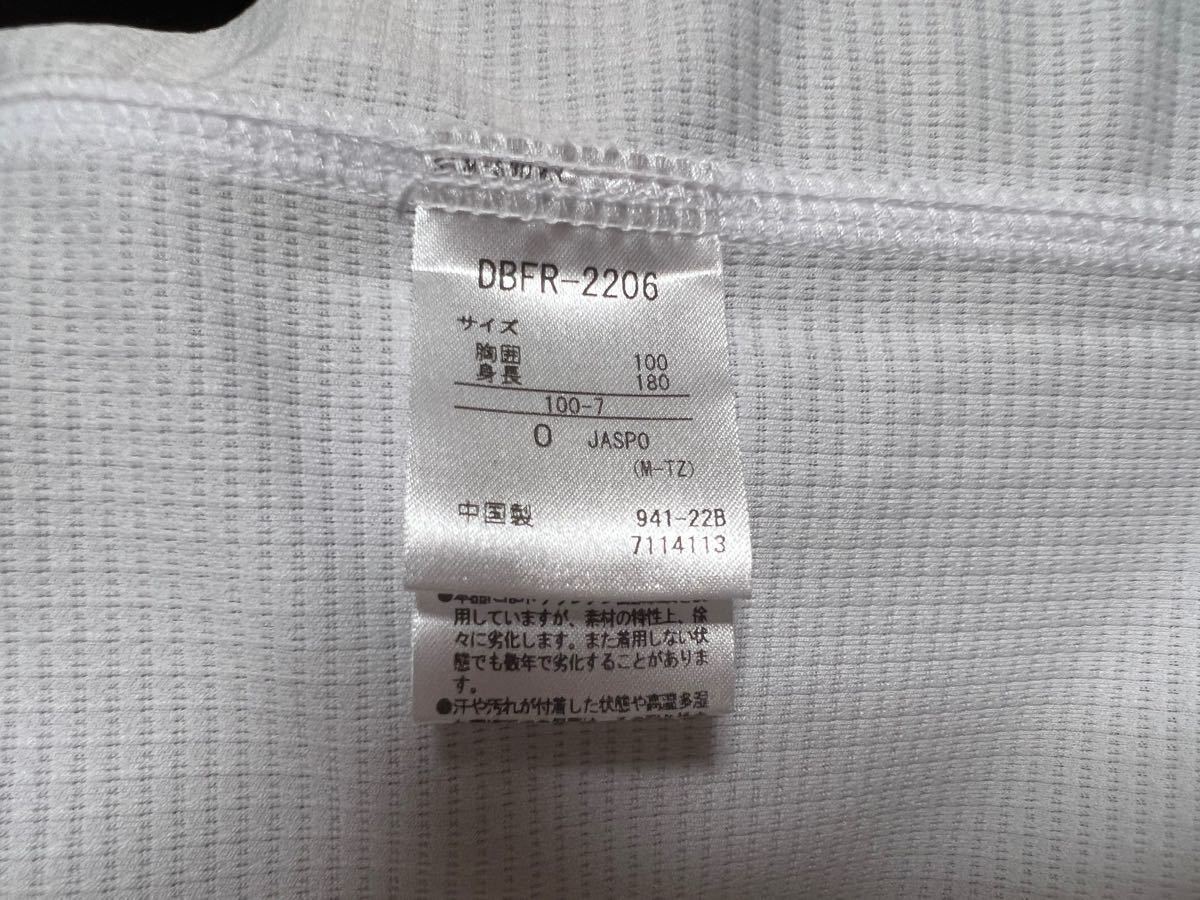 DBFR-2206
サイズ
胸囲 100
身長 180
100-7
O JASPO
(M-TZ)
中国製 941-22B
7114113
用していますが、素材の特性上、徐
々に劣化します。また着用しない状
態でも数年で劣化することがありま
す。
●汗や汚れが付着した状態や高温多湿